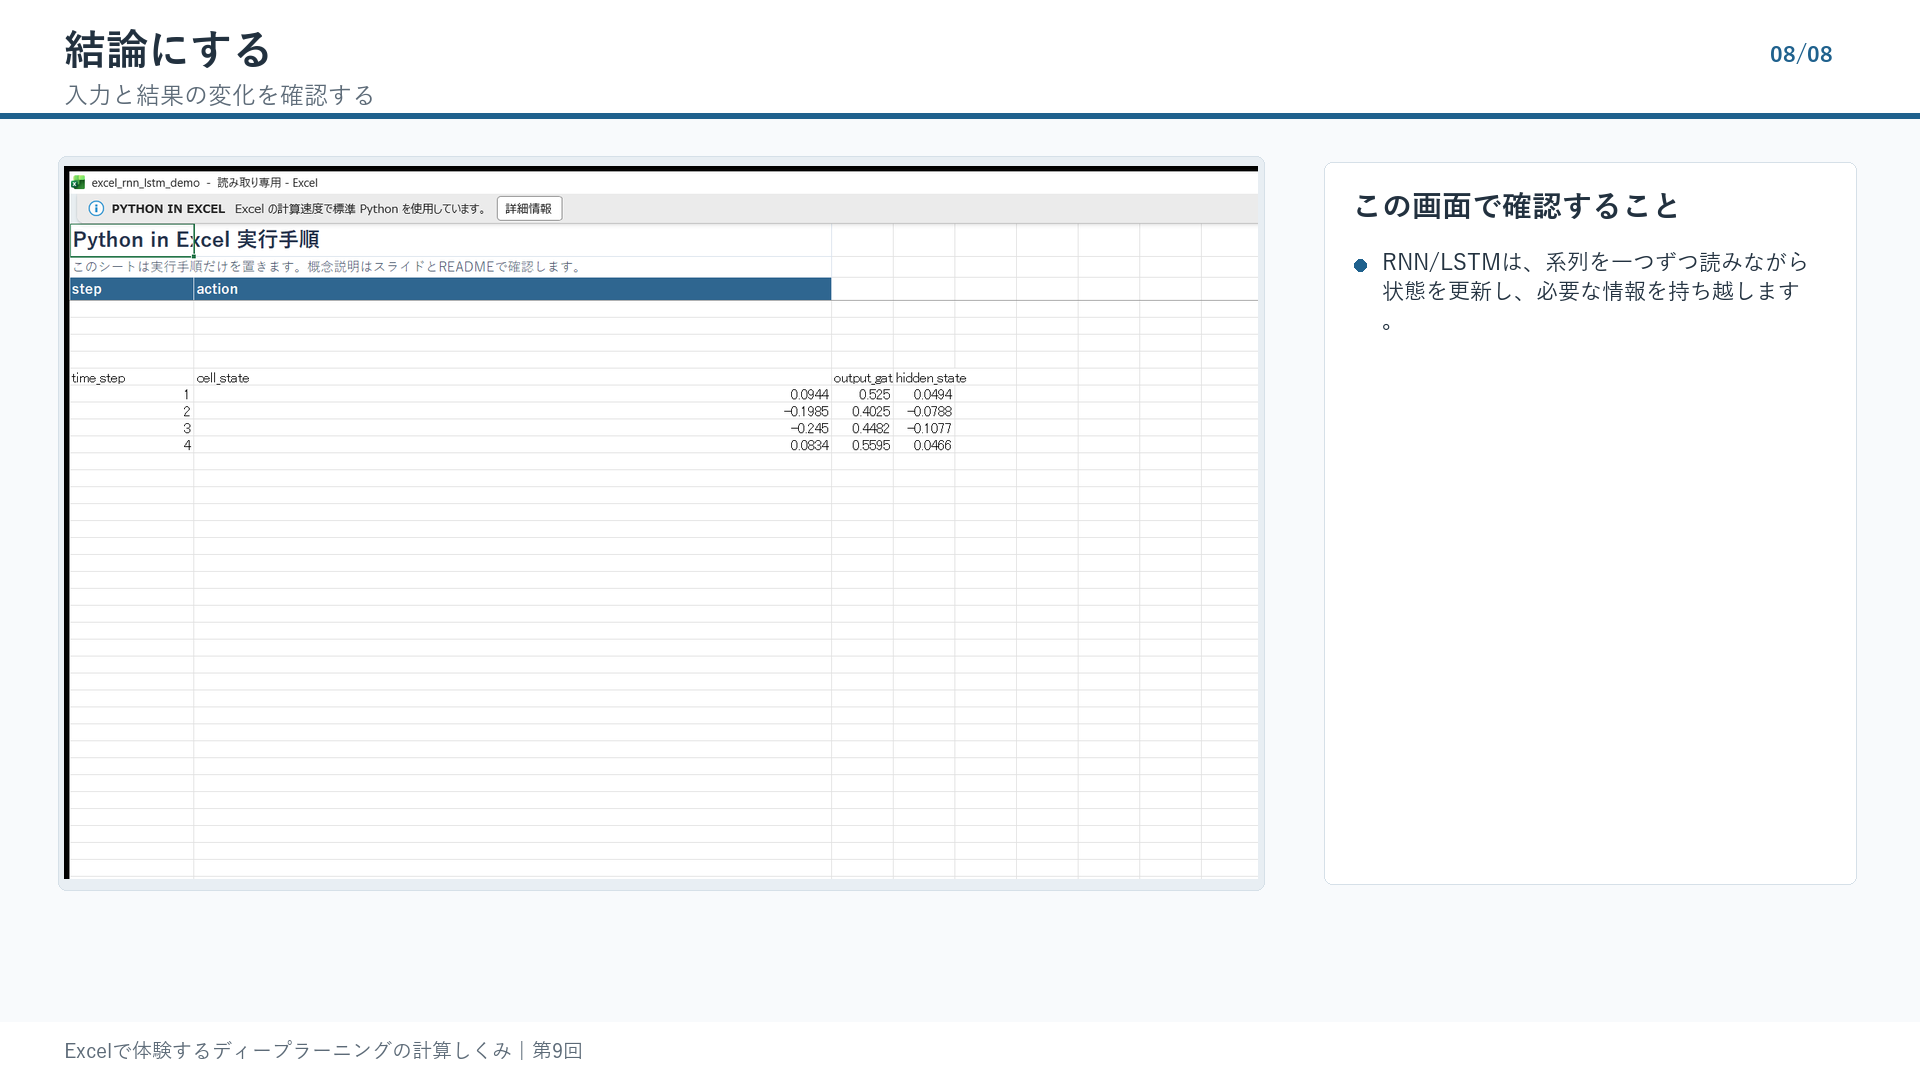 結論にする
08/08
入力と結果の変化を確認する
excel_rnn_lstm_demo - 読み取り専用 - Excel
PYTHON IN EXCEL Excel の計算速度で標準 Python を使用しています。 詳細情報
Python in Excel 実行手順
このシートは実行手順だけを置きます。概念説明はスライドとREADMEで確認します。
step action
time_step cell_state output_gat hidden_state
1 0.0944 0.525 0.0494
2 -0.1985 0.4025 -0.0788
3 -0.245 0.4482 -0.1077
4 0.0834 0.5595 0.0466
この画面で確認すること
RNN/LSTMは、系列を一つずつ読みながら
状態を更新し、必要な情報を持ち越します
。
Excelで体験するディープラーニングの計算しくみ｜第9回